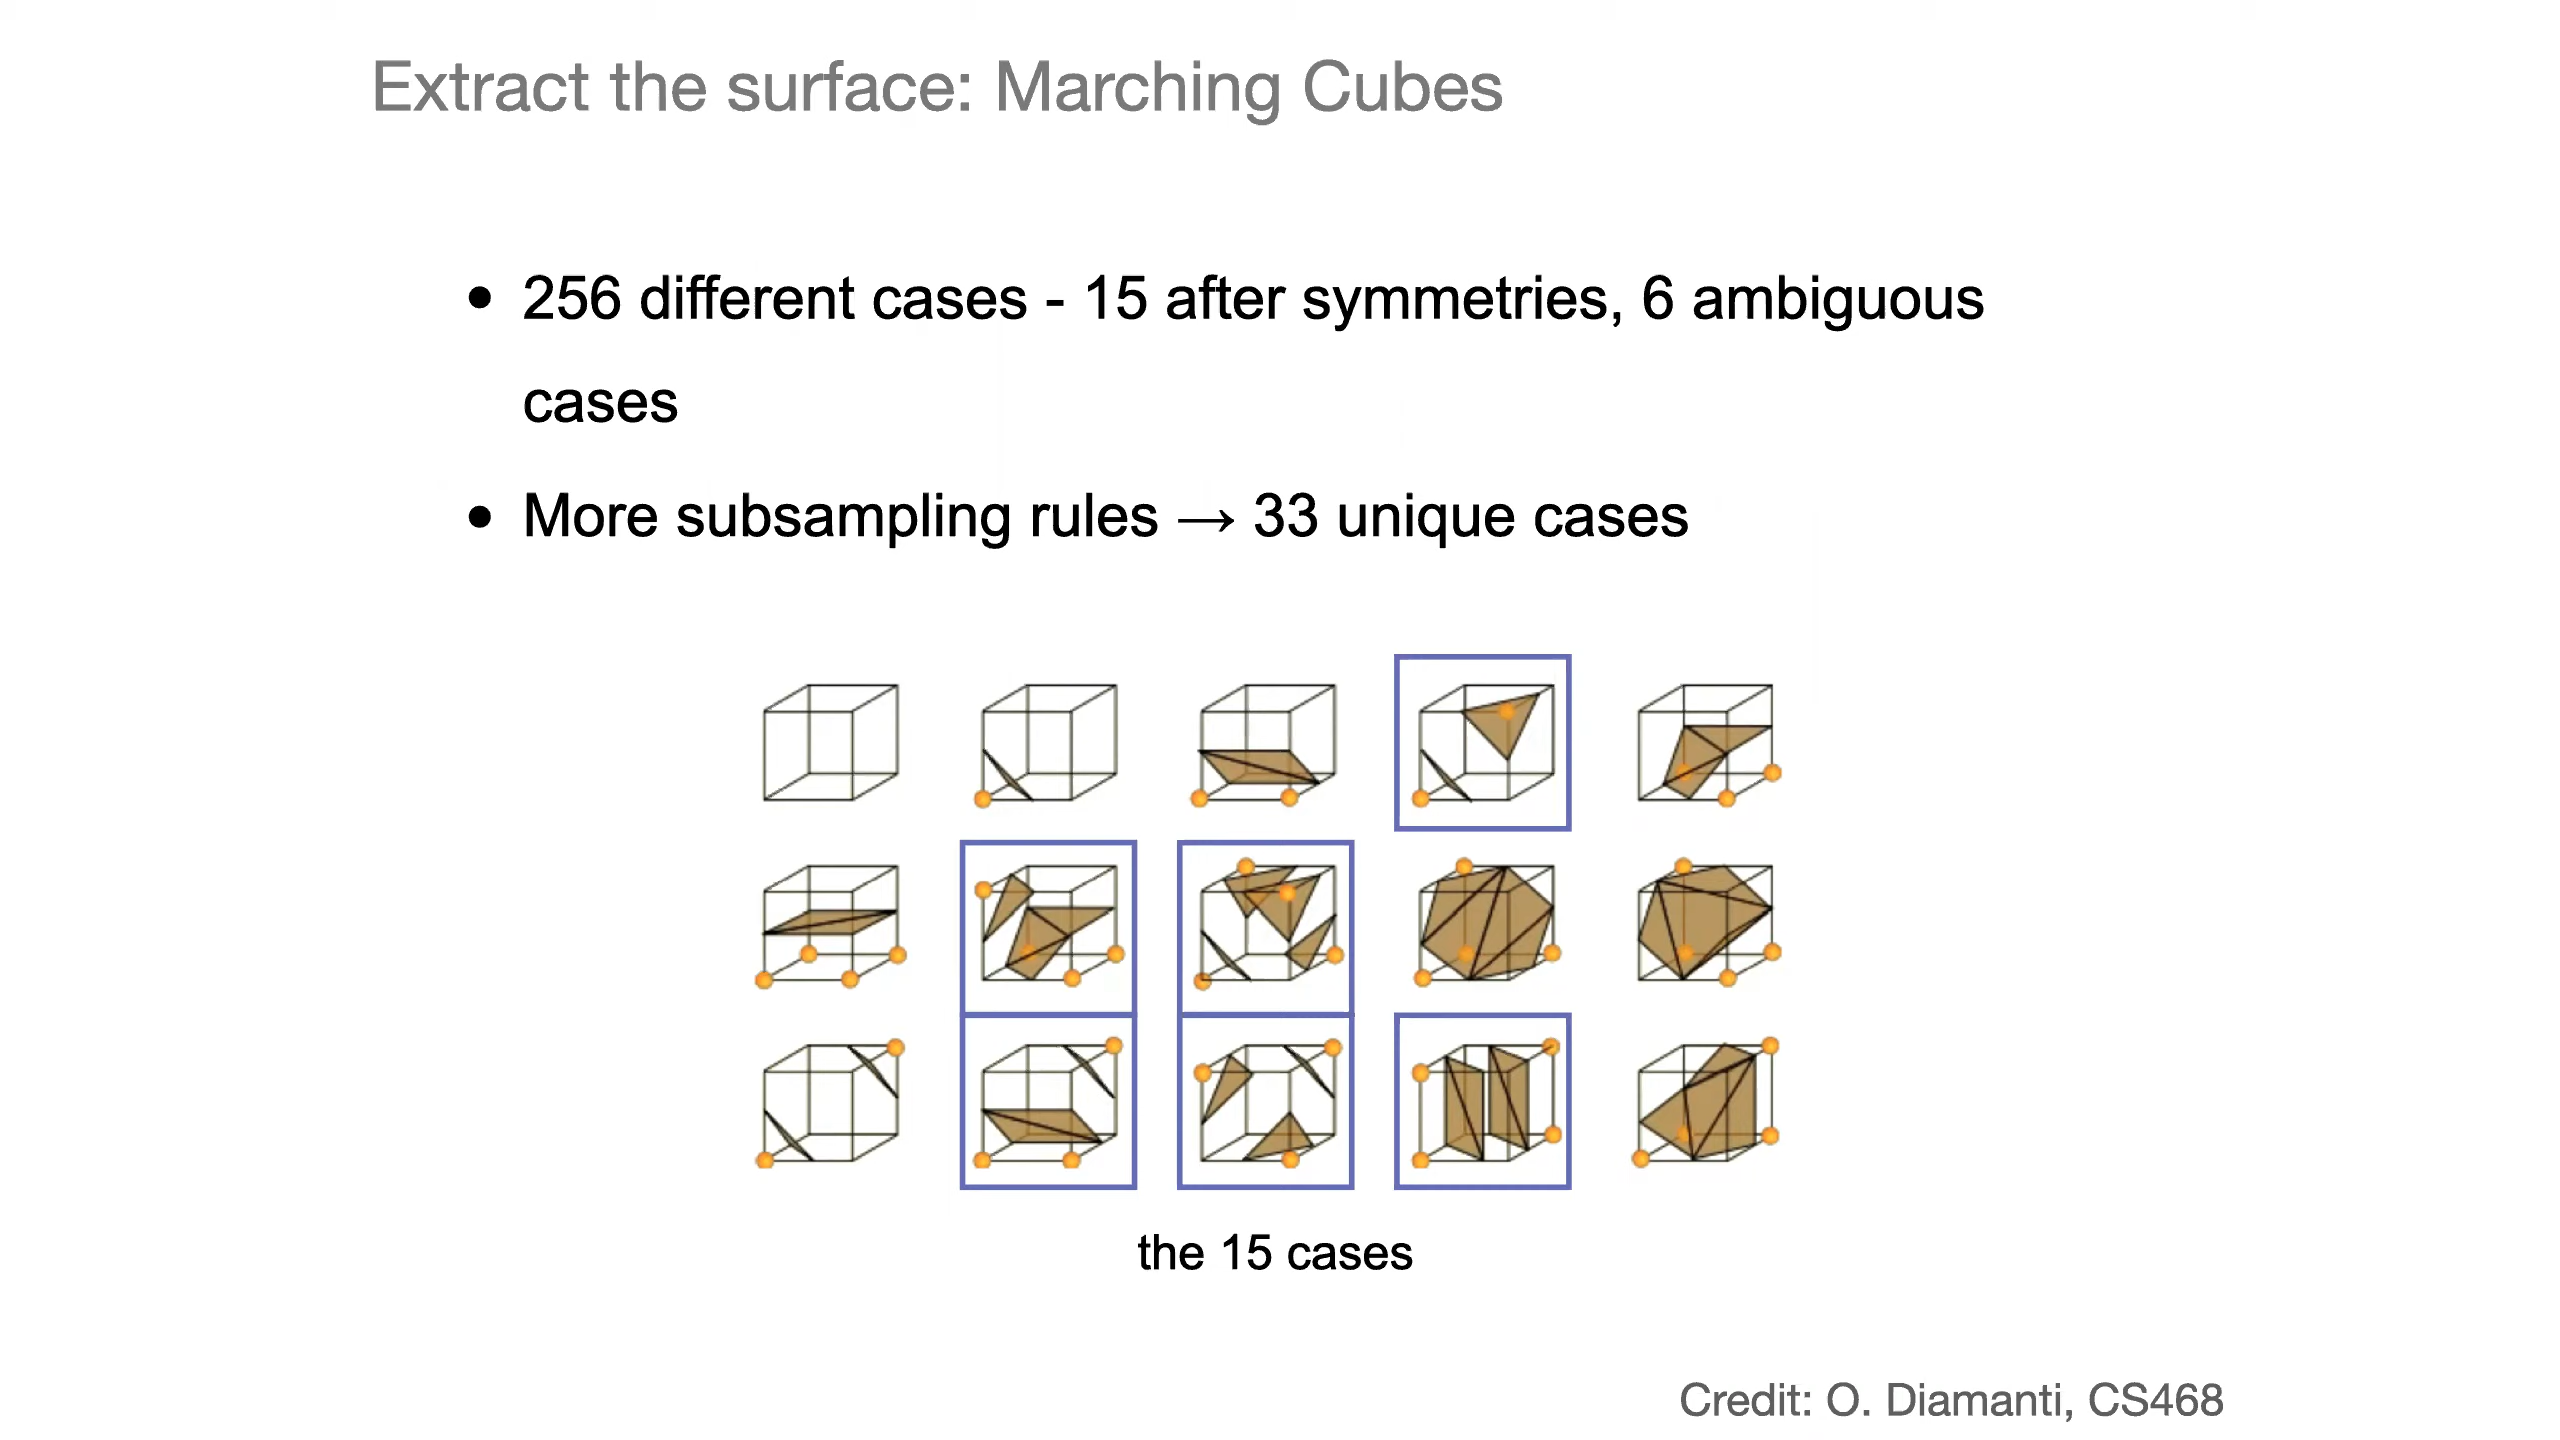 Extract the surface: Marching Cubes
• 256 different cases - 15 after symmetries, 6 ambiguous
cases
• More subsampling rules → 33 unique cases
the 15 cases
Credit: O. Diamanti, CS468